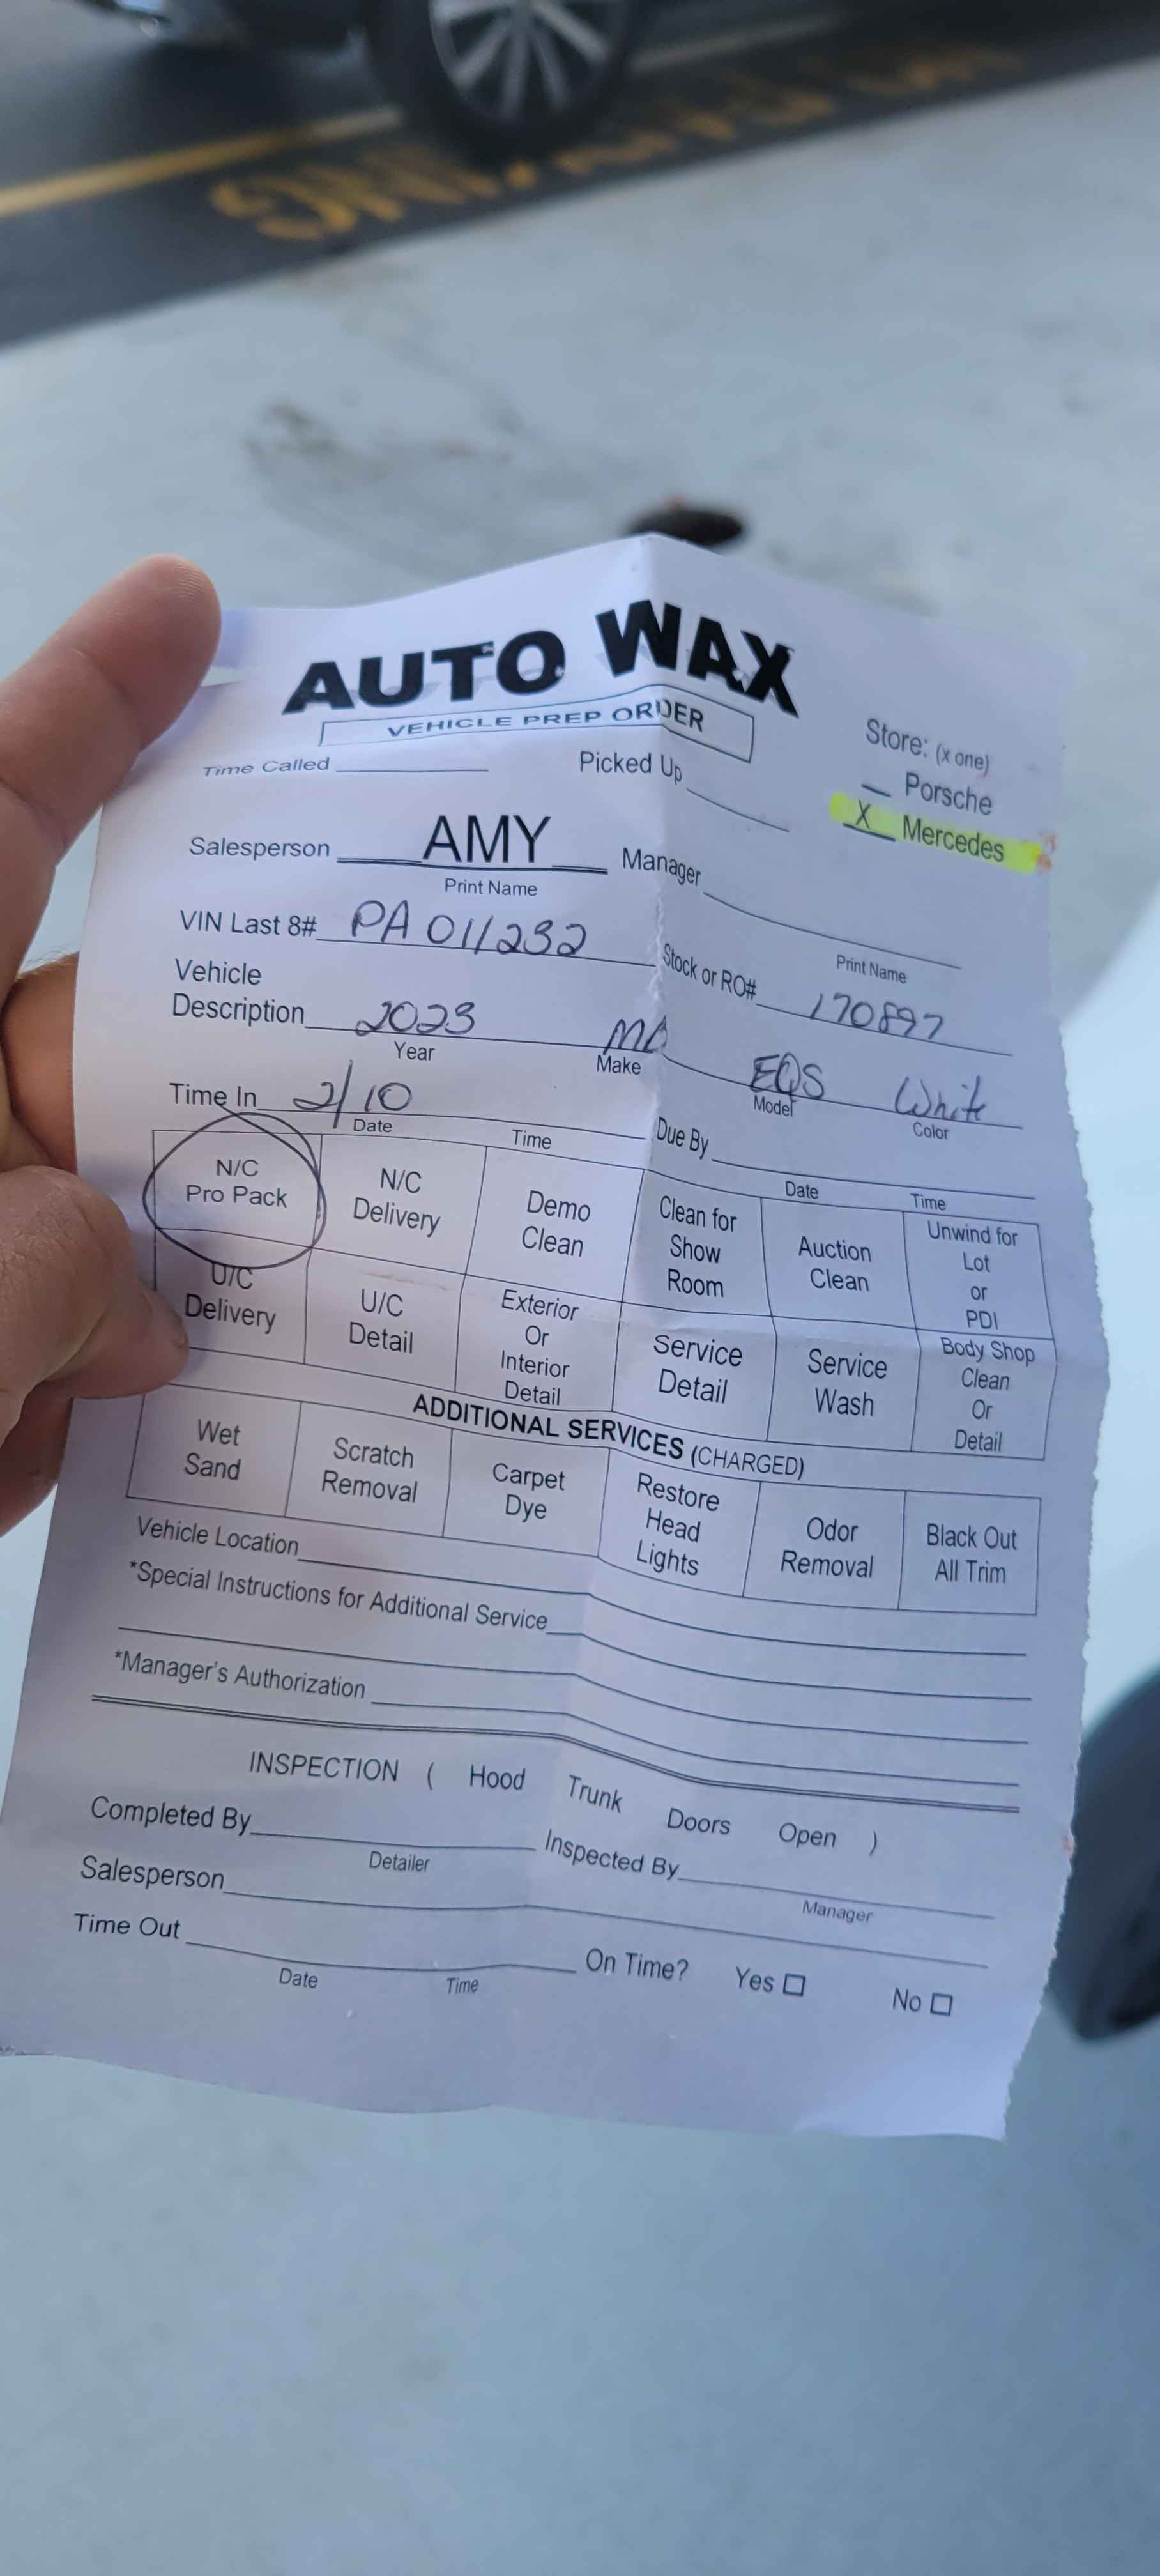 AUTO WAX
VEHICLE PREP ORDER
Store: (x one)
Time Called
Picked Up
Porsche
X Mercedes
Salesperson AMY
Print Name
Manager
Print Name
VIN Last 8# PA 011232
Stock or RO# 170897
Vehicle
Description 2023 MB EQS White
Year Make Model Color
Time In 2/10
Date Time
Due By
Date Time
N/C
Pro Pack
N/C
Delivery
Demo
Clean
Clean for
Show
Room
Auction
Clean
Unwind for
Lot
or
PDI
U/C
Delivery
U/C
Detail
Exterior
Or
Interior
Detail
Service
Detail
Service
Wash
Body Shop
Clean
Or
Detail
ADDITIONAL SERVICES (CHARGED)
Wet
Sand
Scratch
Removal
Carpet
Dye
Restore
Head
Lights
Odor
Removal
Black Out
All Trim
Vehicle Location
*Special Instructions for Additional Service
*Manager's Authorization
INSPECTION ( Hood Trunk Doors Open )
Completed By
Detailer
Inspected By
Manager
Salesperson
Time Out
Date Time
On Time? Yes □ No □